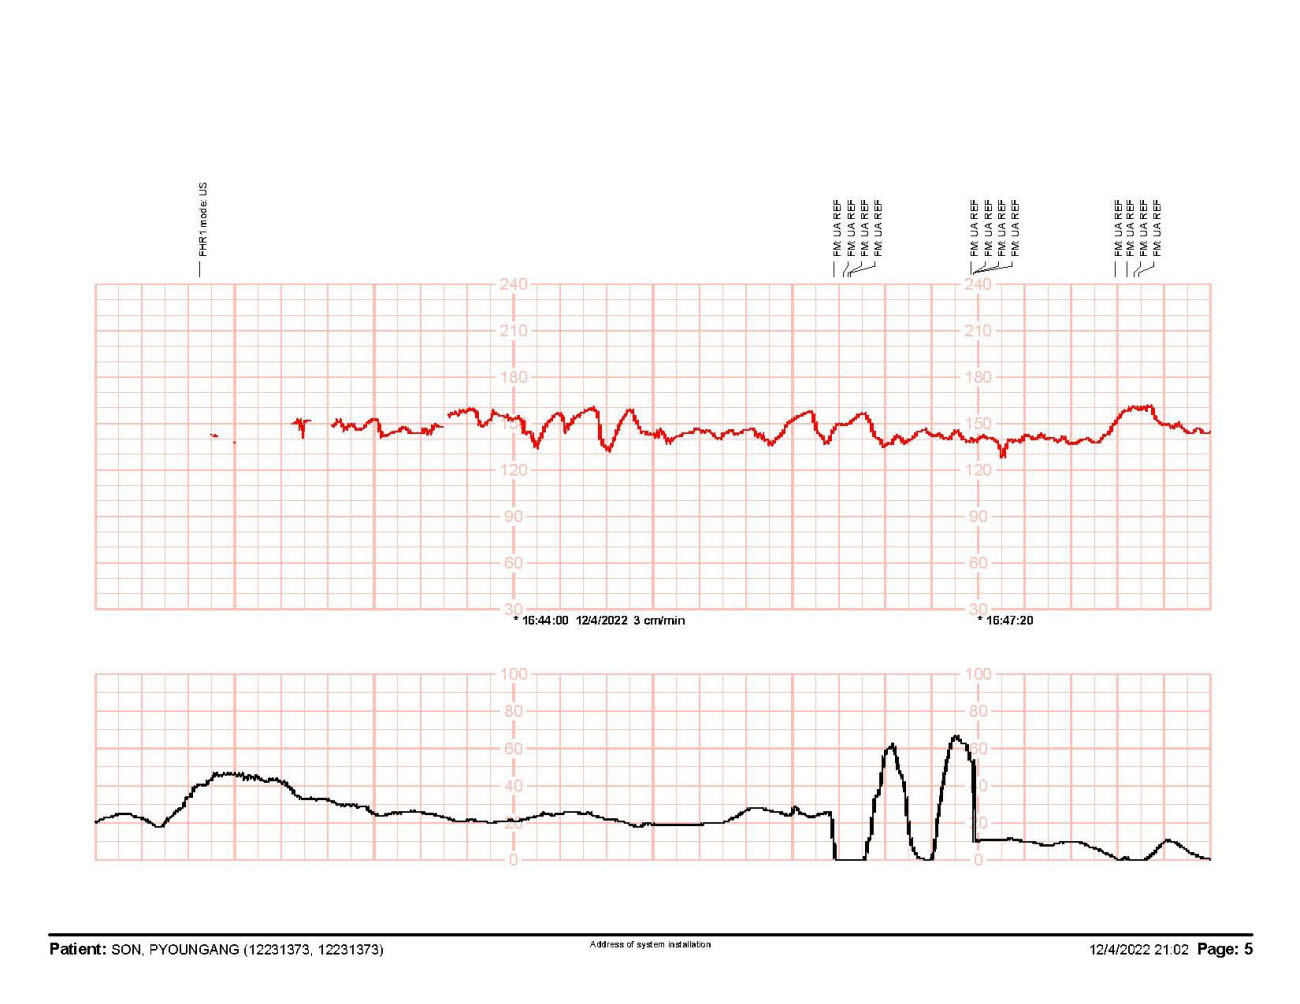 FHR1 mode: US
FM: UA REF
FM: UA REF
FM: UA REF
FM: UA REF
FM: UA REF
FM: UA REF
FM: UA REF
FM: UA REF
FM: UA REF
FM: UA REF
FM: UA REF
FM: UA REF
240 240
210 210
180 180
150 150
120 120
90 90
60 60
30 30
* 16:44:00 12/4/2022 3 cm/min * 16:47:20
100 100
80 80
60 60
40 40
20 20
0 0
Patient: SON, PYOUNGANG (12231373, 12231373) Address of system installation 12/4/2022 21:02 Page: 5